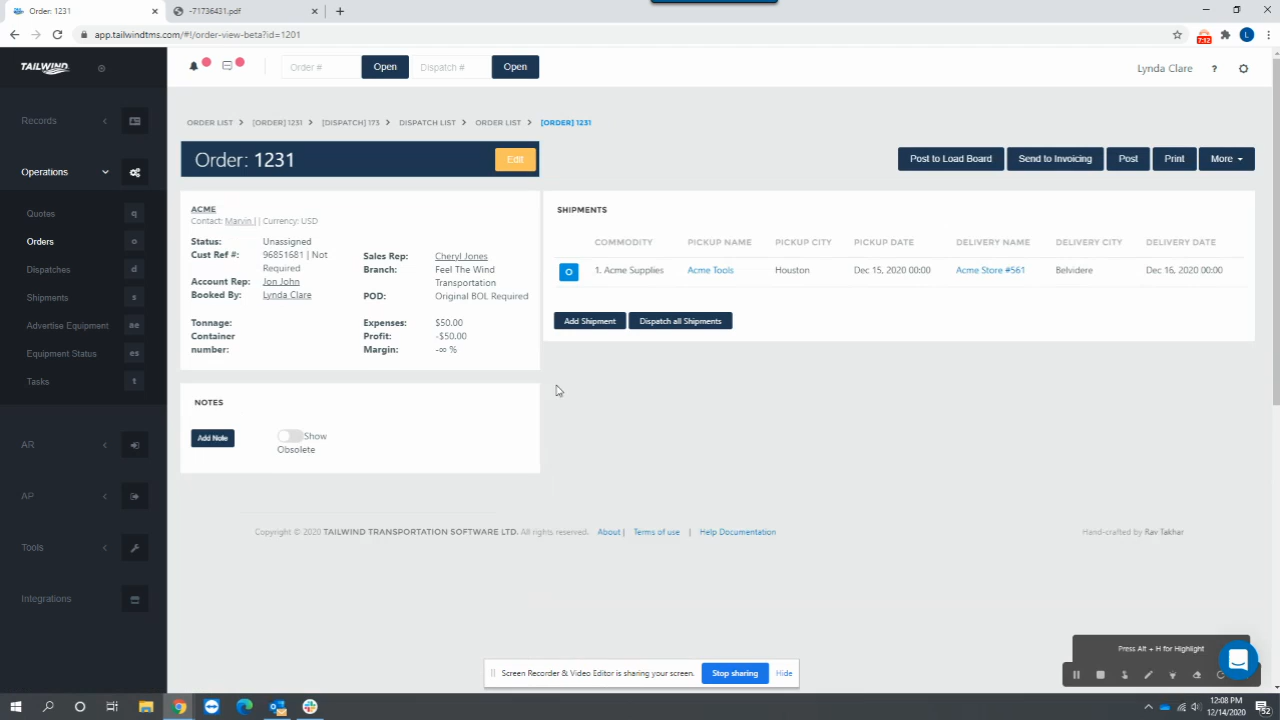 Order: 1231
-71736431.pdf
app.tailwindtms.com/#!/order-view-beta?id=1201
7:12
L
TAILWIND
Order #
Open
Dispatch #
Open
Lynda Clare
?
Records
Operations
Quotes
q
Orders
o
Dispatches
d
Shipments
s
Advertise Equipment
ae
Equipment Status
es
Tasks
t
AR
AP
Tools
Integrations
ORDER LIST > [ORDER] 1231 > [DISPATCH] 173 > DISPATCH LIST > ORDER LIST > [ORDER] 1231
Order: 1231
Edit
Post to Load Board
Send to Invoicing
Post
Print
More
ACME
Contact: Marvin | | Currency: USD
Status: Unassigned
Cust Ref #: 96851681 | Not Required
Account Rep: Jon John
Booked By: Lynda Clare
Sales Rep: Cheryl Jones
Branch: Feel The Wind Transportation
POD: Original BOL Required
Tonnage:
Container number:
Expenses: $50.00
Profit: -$50.00
Margin: -∞ %
SHIPMENTS
COMMODITY PICKUP NAME PICKUP CITY PICKUP DATE DELIVERY NAME DELIVERY CITY DELIVERY DATE
O 1. Acme Supplies Acme Tools Houston Dec 15, 2020 00:00 Acme Store #561 Belvidere Dec 16, 2020 00:00
Add Shipment
Dispatch all Shipments
NOTES
Add Note
Show Obsolete
Copyright © 2020 TAILWIND TRANSPORTATION SOFTWARE LTD. All rights reserved. About | Terms of use | Help Documentation
Hand-crafted by Rav Takhar
Press Alt + H for Highlight
Screen Recorder & Video Editor is sharing your screen.
Stop sharing
Hide
12:08 PM
12/14/2020
52